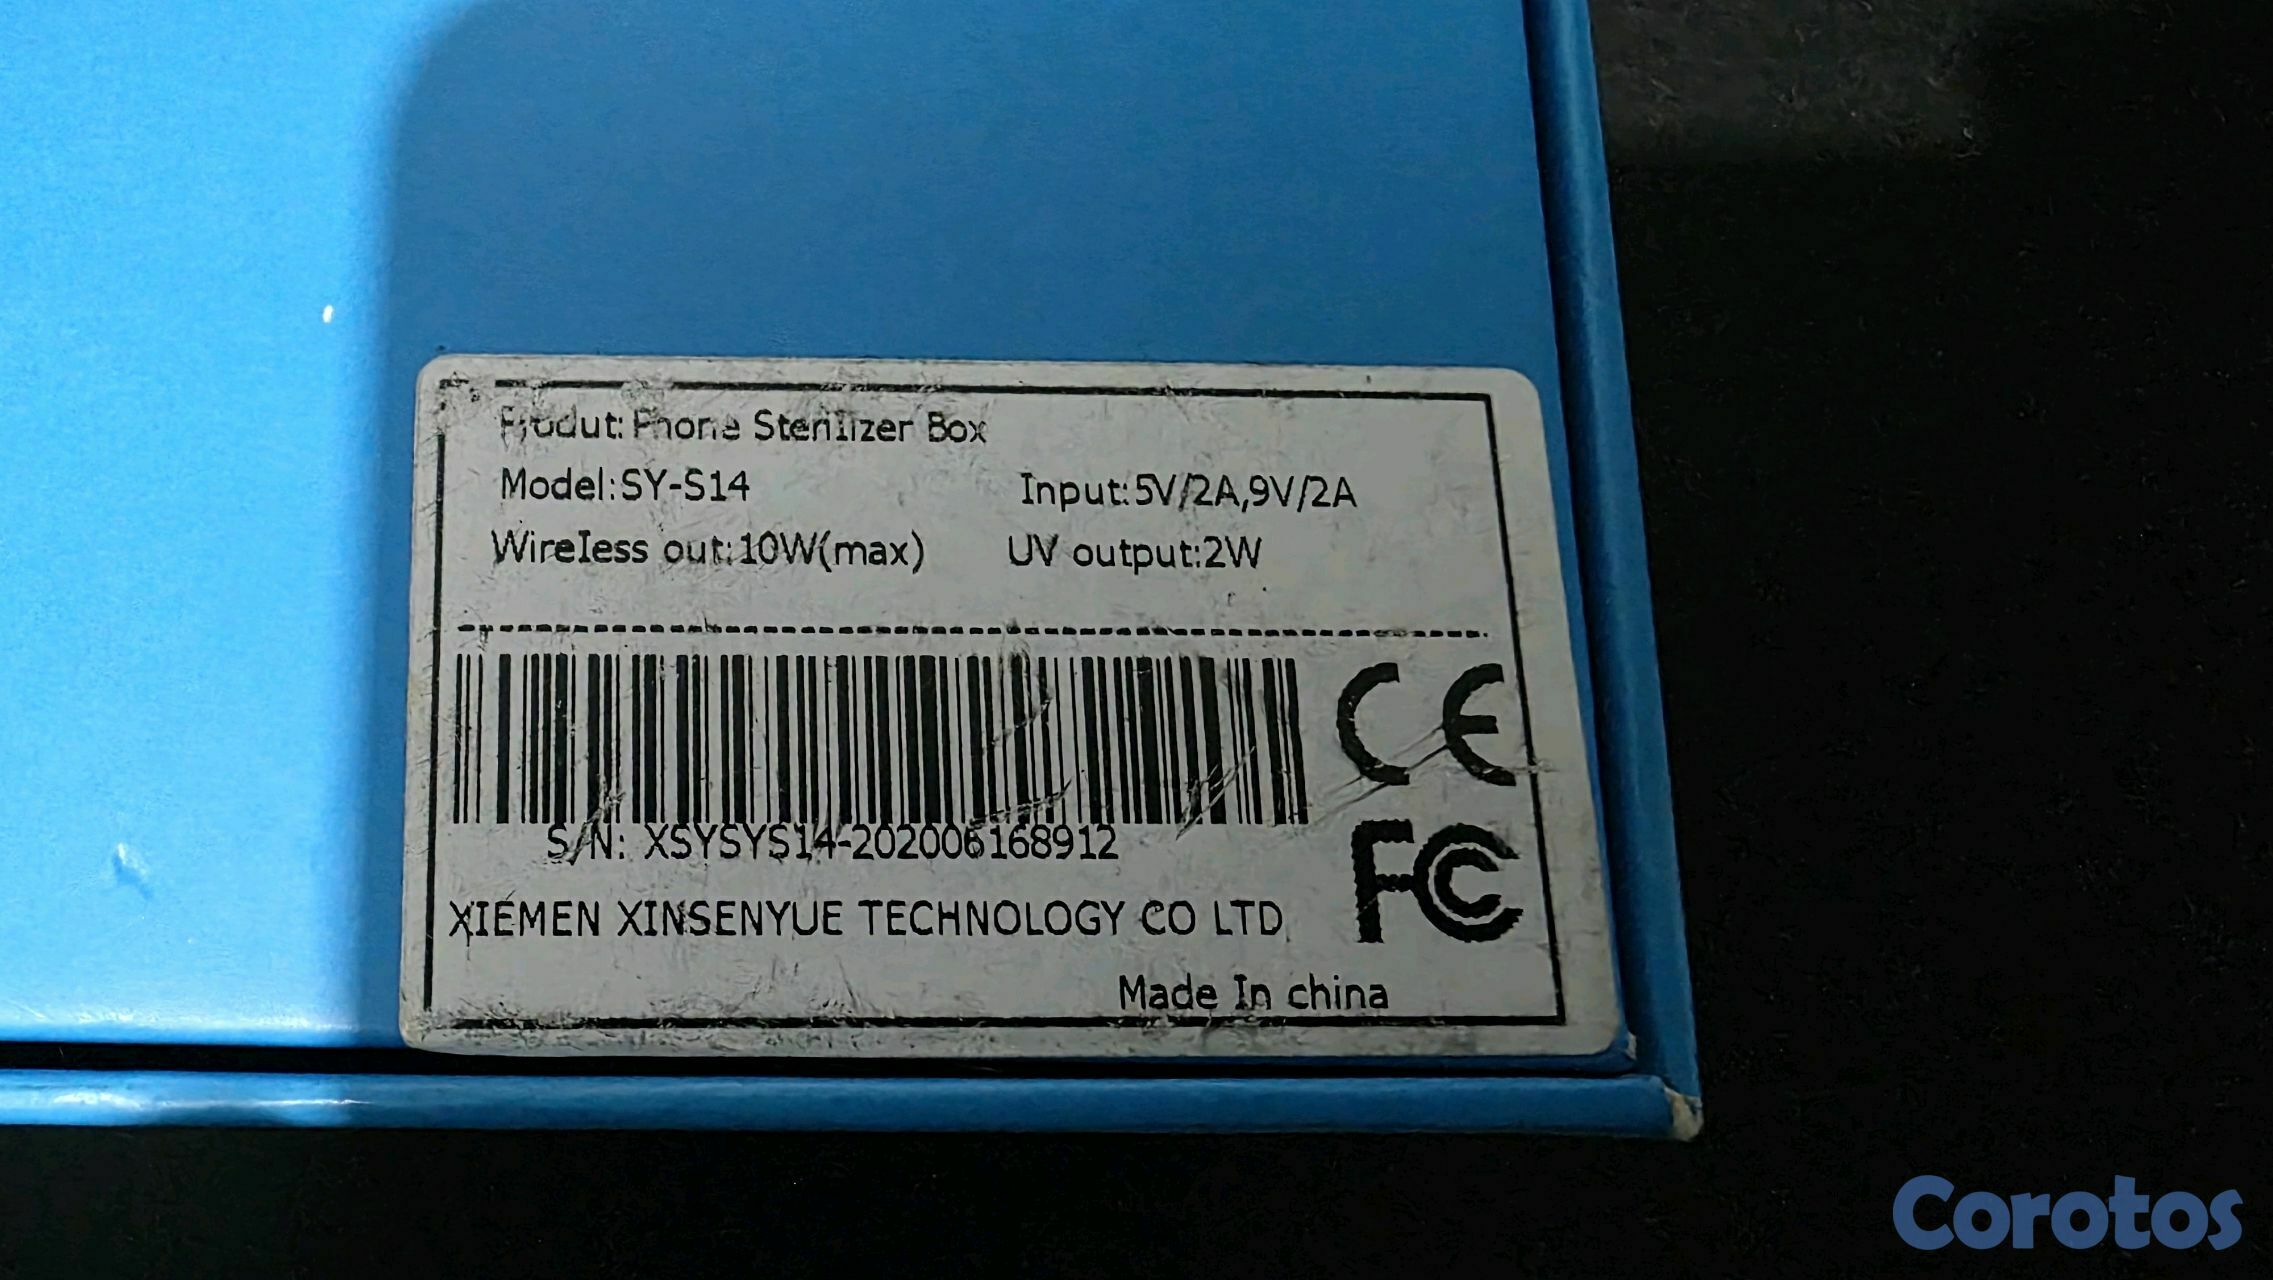 Produt: Phone Sterilizer Box
Model:SY-S14 Input:5V/2A,9V/2A
Wireless out:10W(max) UV output:2W
CE
S/N: XSYSYS14-202006168912
FC
XIEMEN XINSENYUE TECHNOLOGY CO LTD
Made In china
Corotos